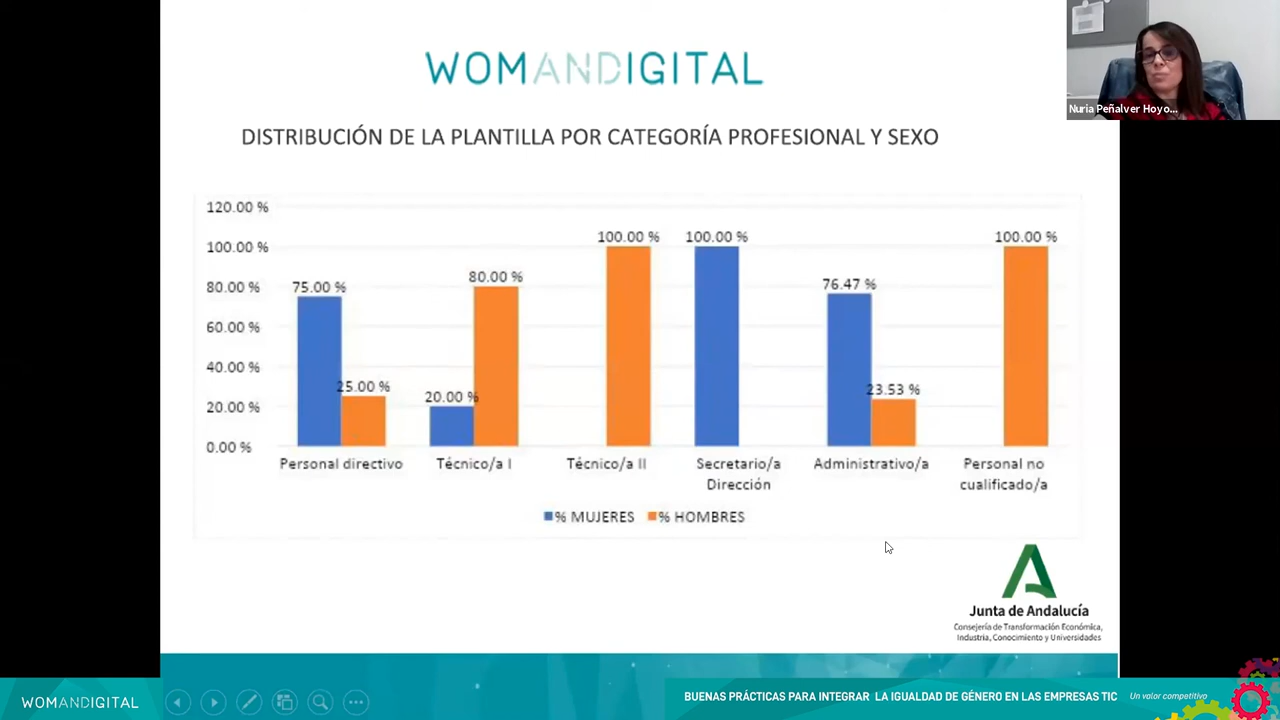 WOMANDIGITAL
Nuria Peñalver Hoyo...
DISTRIBUCIÓN DE LA PLANTILLA POR CATEGORÍA PROFESIONAL Y SEXO
120.00 %
100.00 %
80.00 %
60.00 %
40.00 %
20.00 %
0.00 %
75.00 %
25.00 %
20.00 %
80.00 %
100.00 %
100.00 %
76.47 %
23.53 %
100.00 %
Personal directivo
Técnico/a I
Técnico/a II
Secretario/a
Dirección
Administrativo/a
Personal no
cualificado/a
% MUJERES
% HOMBRES
Junta de Andalucía
Consejería de Transformación Económica,
Industria, Conocimiento y Universidades
WOMANDIGITAL
BUENAS PRÁCTICAS PARA INTEGRAR LA IGUALDAD DE GÉNERO EN LAS EMPRESAS TIC
Un valor competitivo